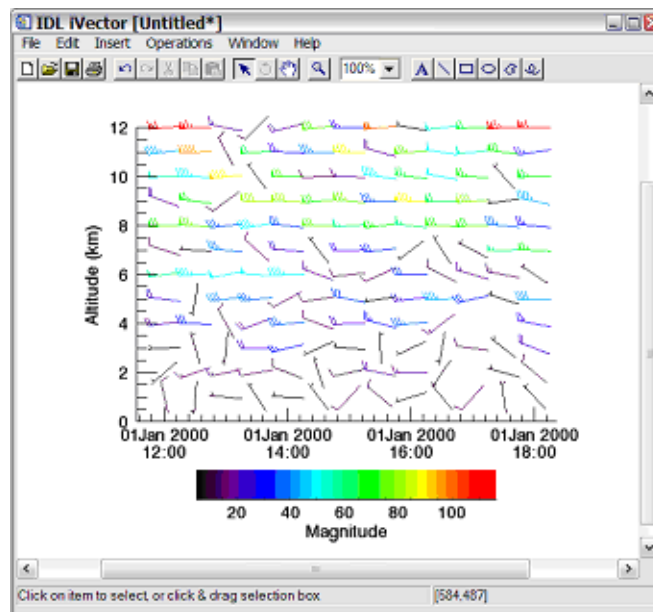 IDL iVector [Untitled*]
File Edit Insert Operations Window Help
100%
A
12
10
8
6
4
2
0
Altitude (km)
01Jan 2000 01Jan 2000 01Jan 2000 01Jan 2000
12:00 14:00 16:00 18:00
20 40 60 80 100
Magnitude
Click on item to select, or click & drag selection box [584,487]